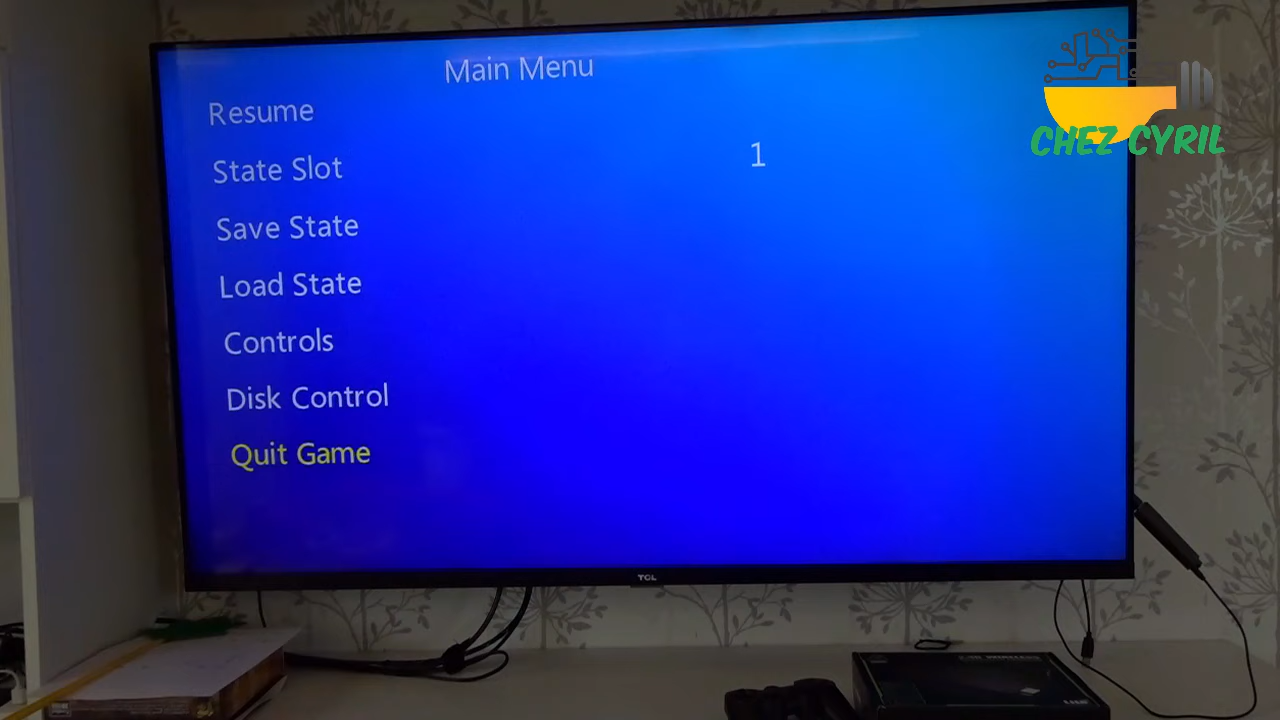 Main Menu
Resume
State Slot 1
Save State
Load State
Controls
Disk Control
Quit Game
CHEZ CYRIL
TCL